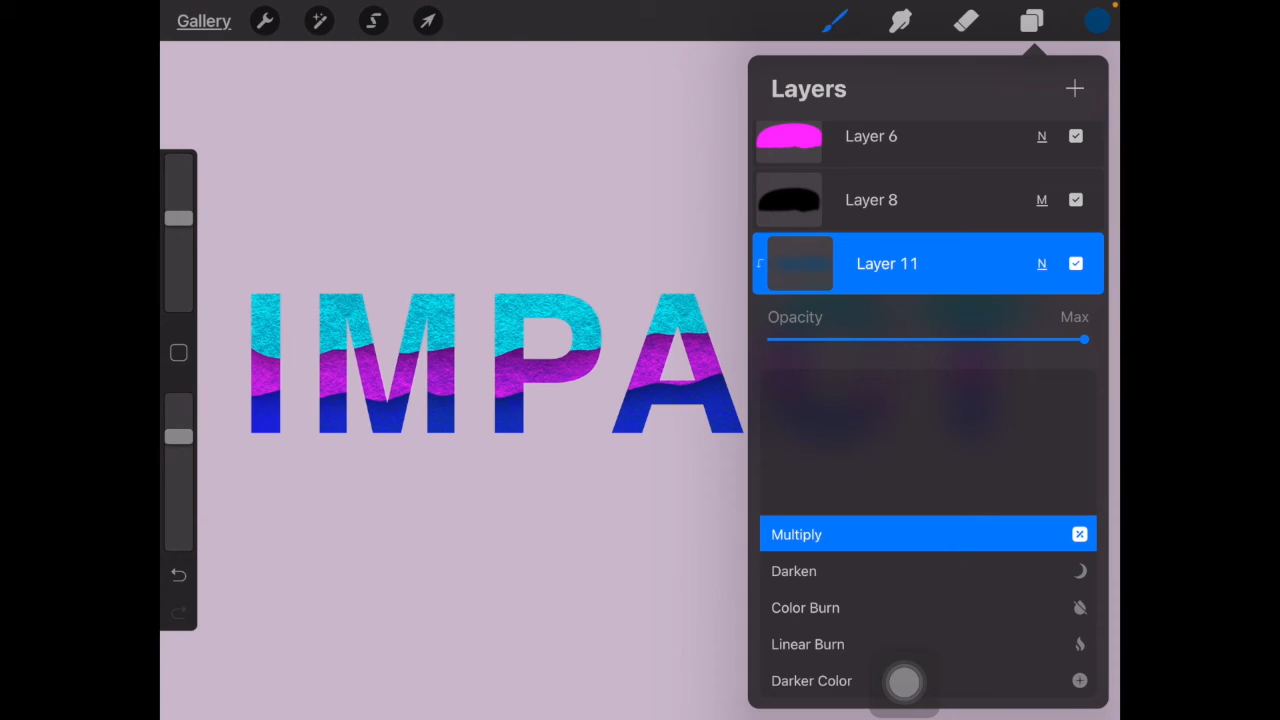 Gallery
Layers
Layer 6 N
Layer 8 M
Layer 11 N
Opacity Max
IMPA
Multiply
Darken
Color Burn
Linear Burn
Darker Color